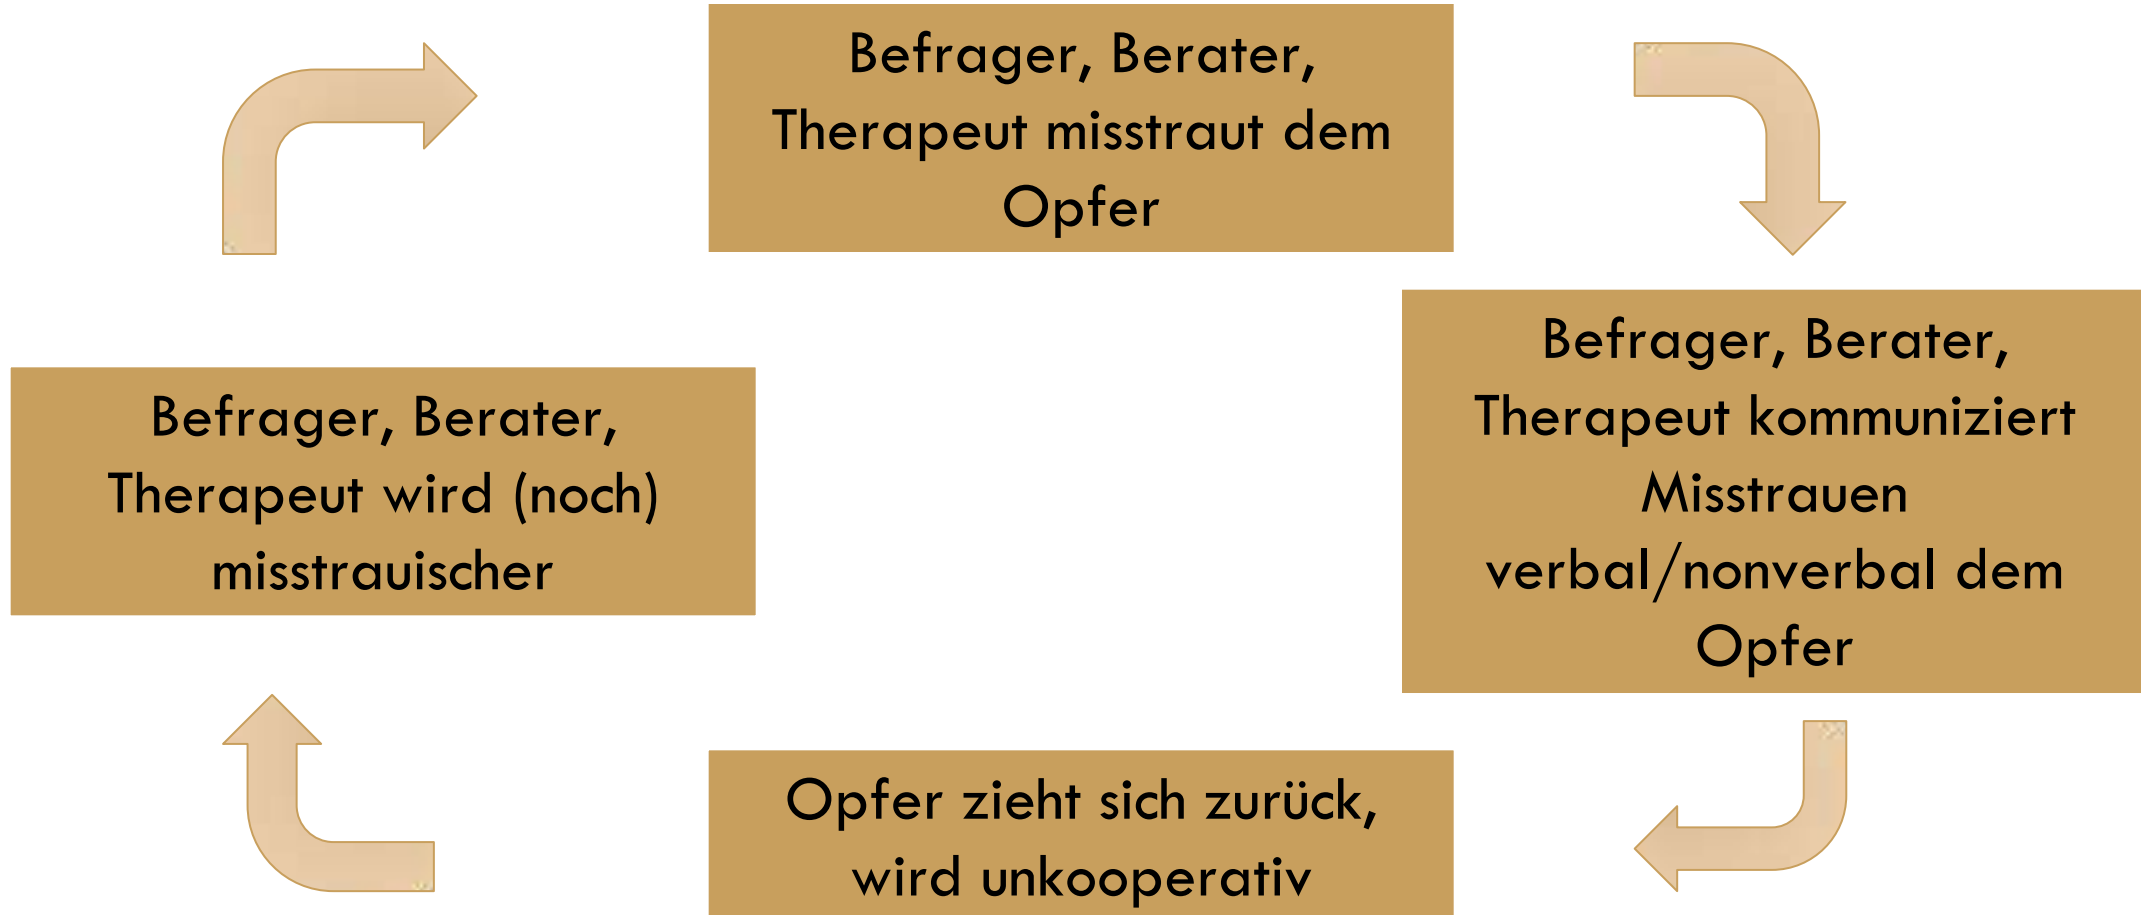 Befrager, Berater,
Therapeut misstraut dem
Opfer
Befrager, Berater,
Therapeut kommuniziert
Misstrauen
verbal/nonverbal dem
Opfer
Opfer zieht sich zurück,
wird unkooperativ
Befrager, Berater,
Therapeut wird (noch)
misstrauischer